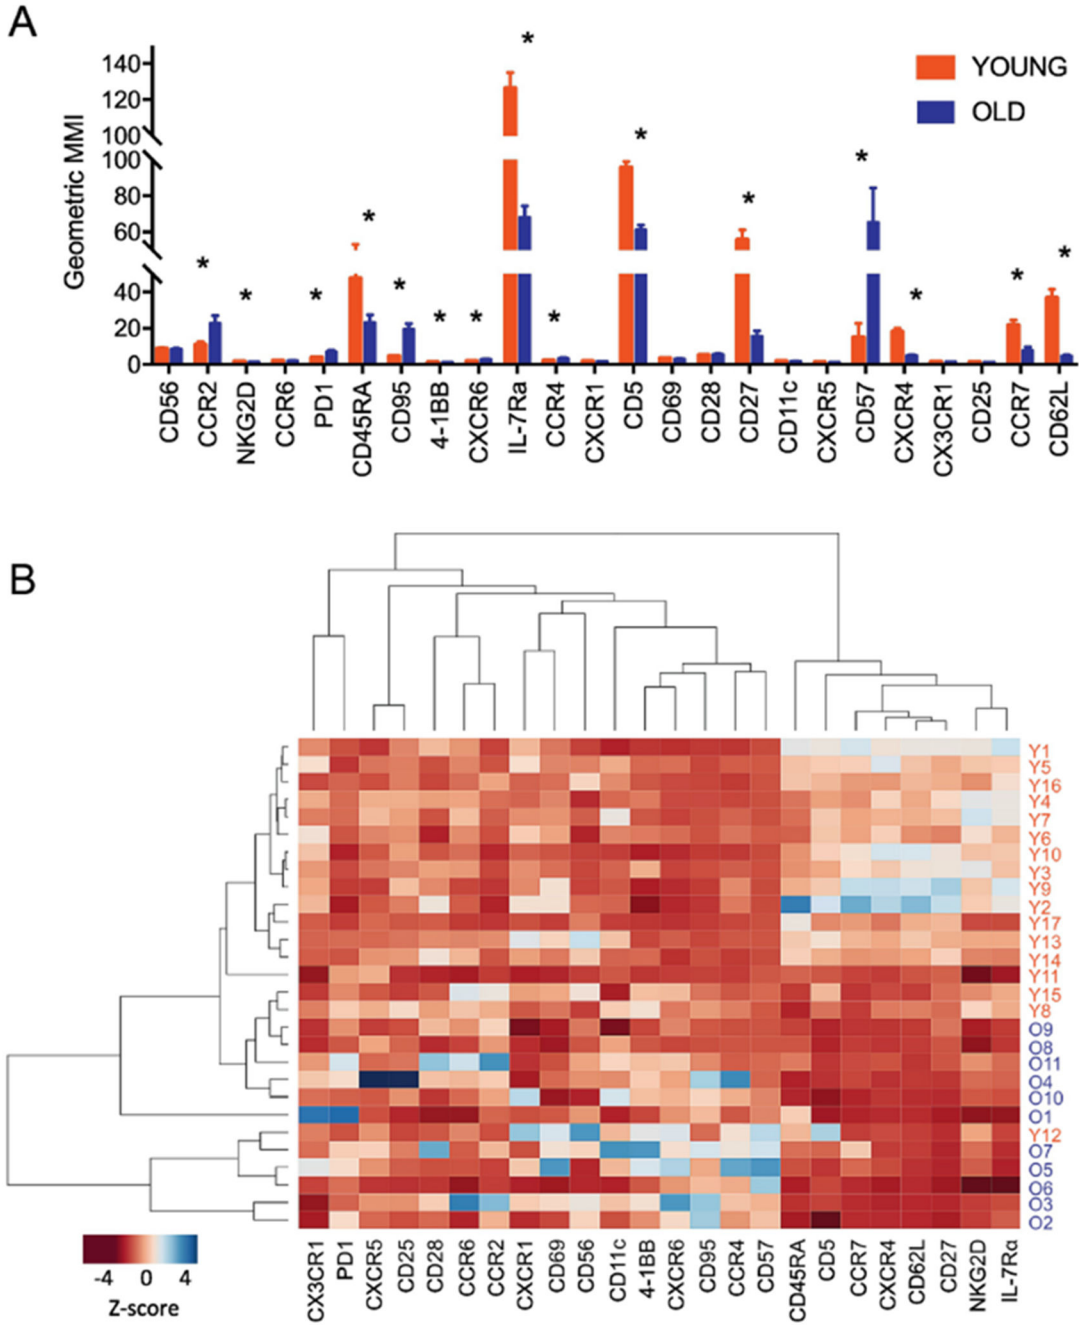 A
Geometric MMI
140
120
100
100
80
60
40
20
0
* * * * * * * * * * * * * * *
YOUNG
OLD
CD56 CCR2 NKG2D CCR6 PD1 CD45RA CD95 4-1BB CXCR6 IL-7Ra CCR4 CXCR1 CD5 CD69 CD28 CD27 CD11c CXCR5 CD57 CXCR4 CX3CR1 CD25 CCR7 CD62L
B
Y1
Y5
Y16
Y4
Y7
Y6
Y10
Y3
Y9
Y2
Y17
Y13
Y14
Y11
Y15
Y8
O9
O8
O11
O4
O10
O1
Y12
O7
O5
O6
O3
O2
CX3CR1 PD1 CXCR5 CD25 CD28 CCR6 CCR2 CXCR1 CD69 CD56 CD11c 4-1BB CXCR6 CD95 CCR4 CD57 CD45RA CD5 CCR7 CXCR4 CD62L CD27 NKG2D IL-7Rα
-4 0 4
Z-score